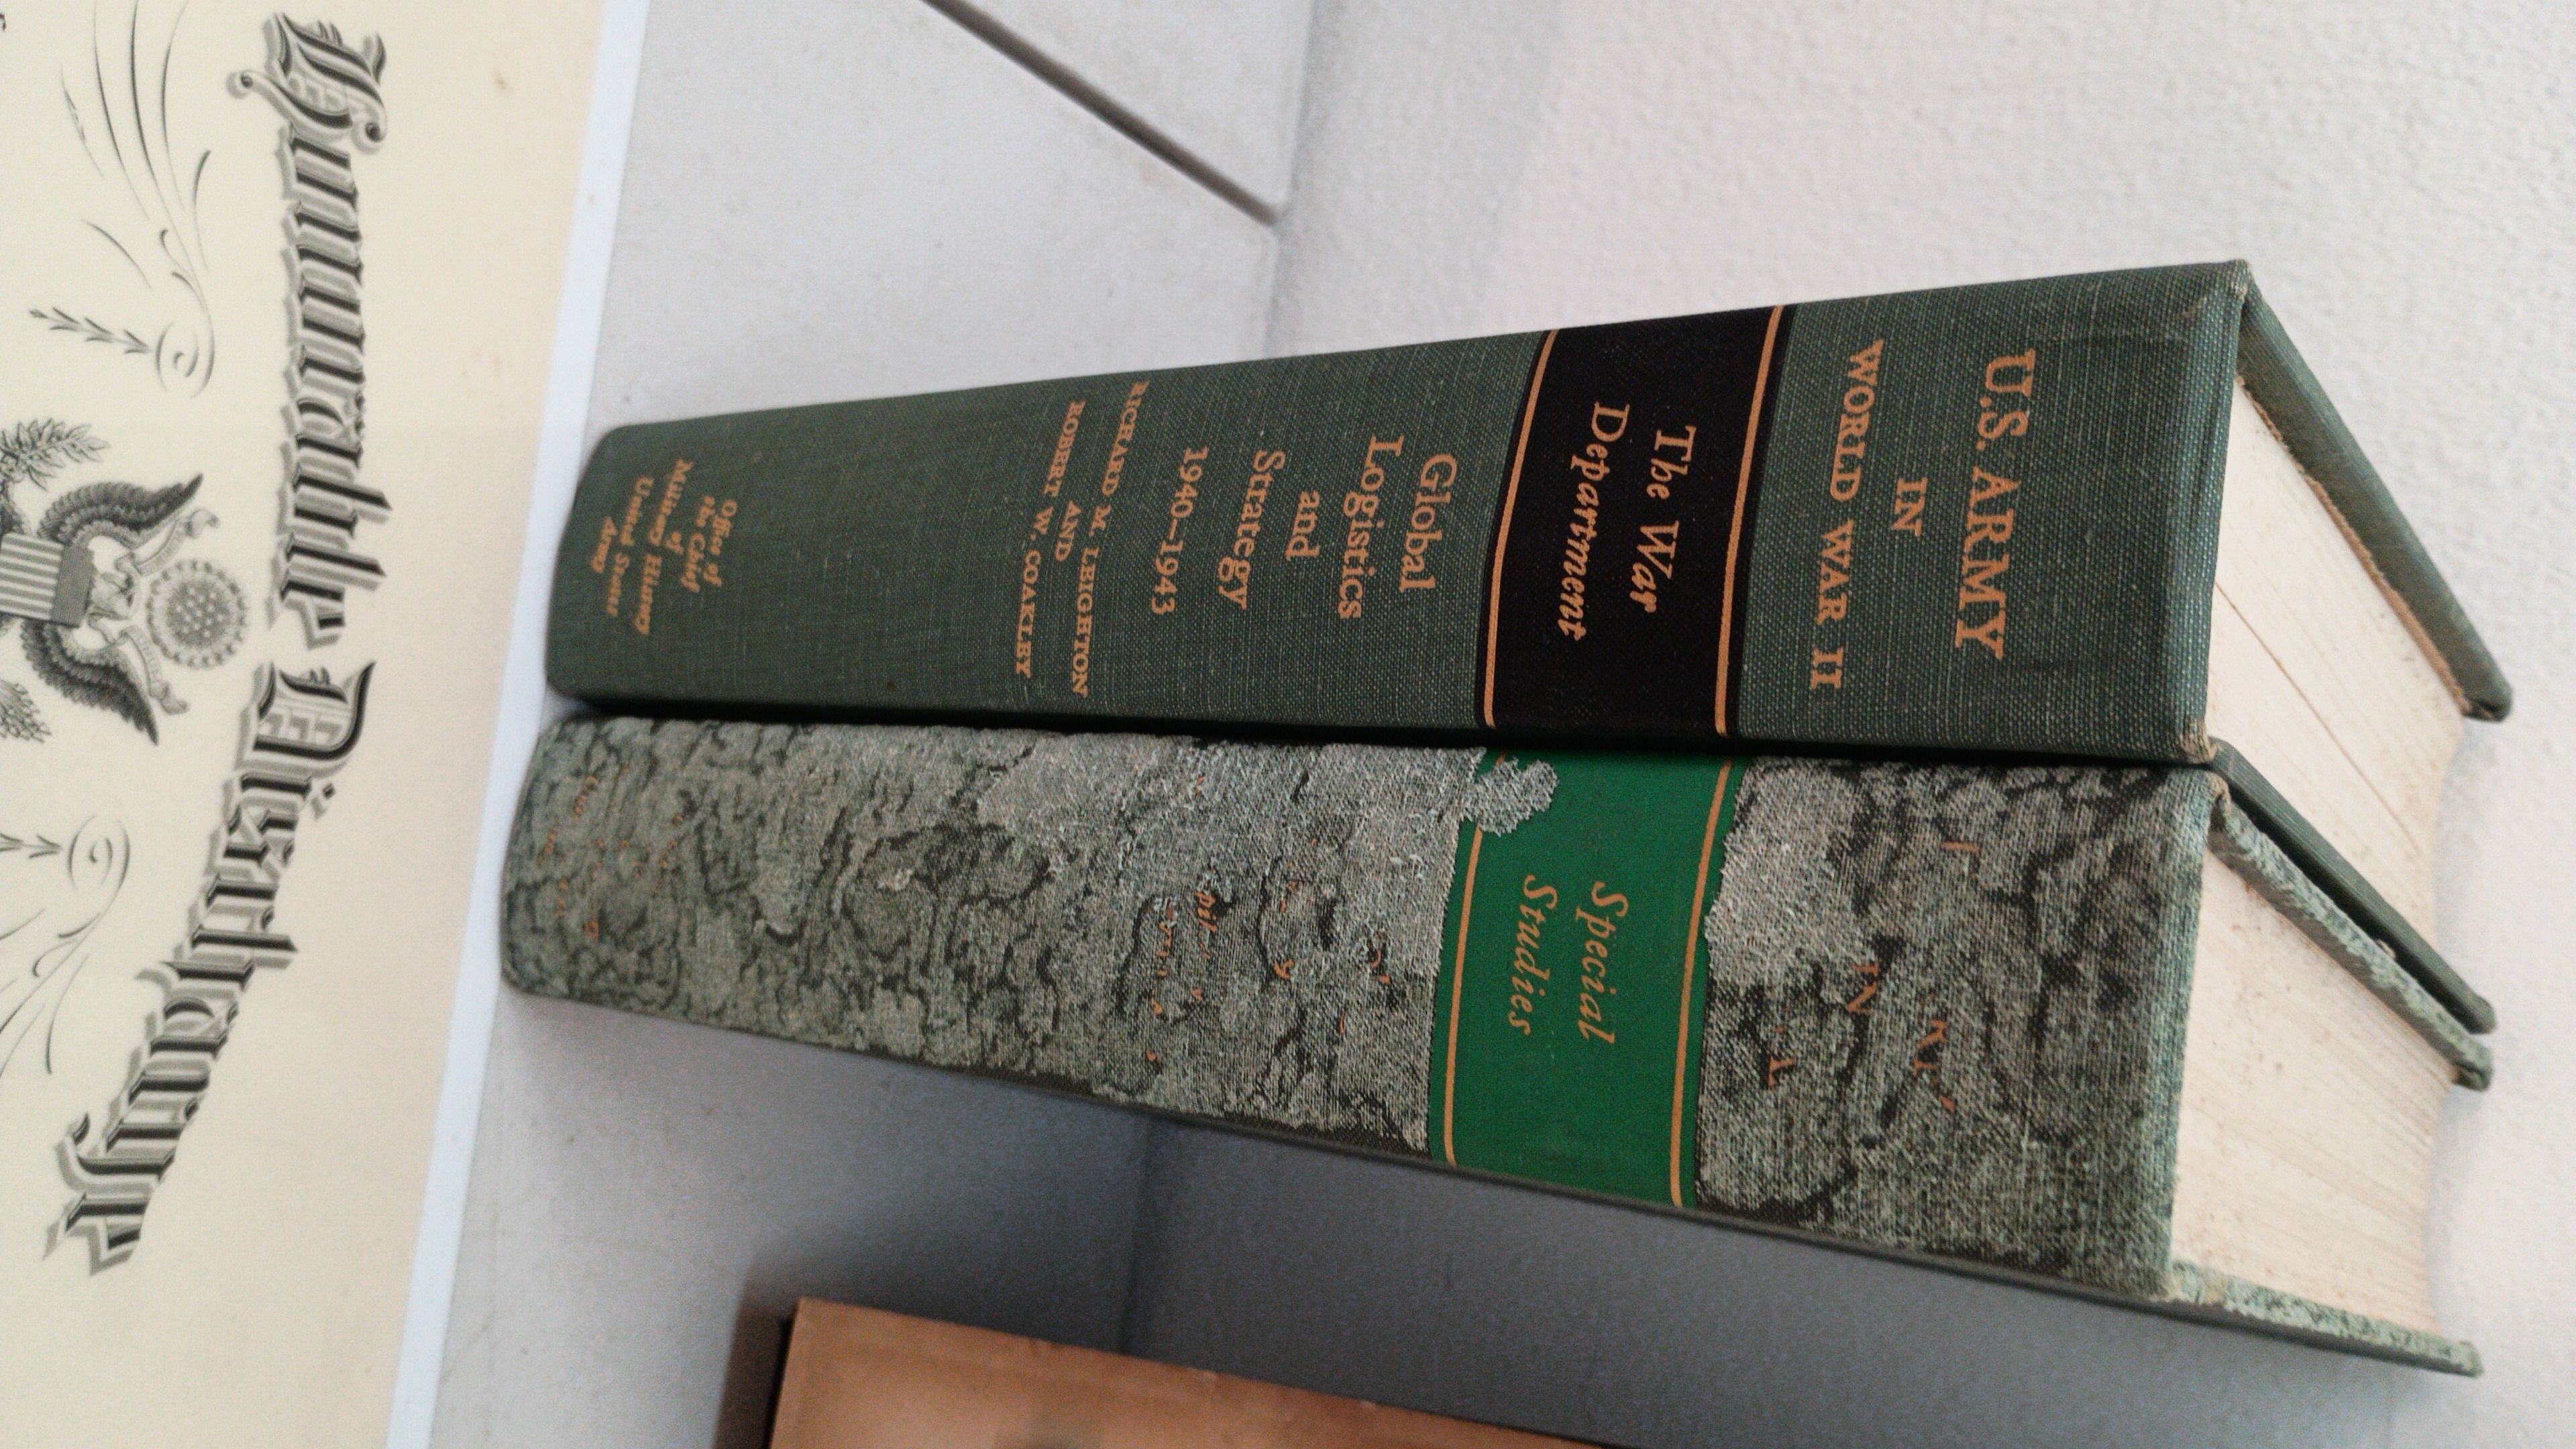 U.S. ARMY
IN
WORLD WAR II
The War
Department
Global
Logistics
and
Strategy
1940-1943
RICHARD M. LEIGHTON
AND
ROBERT W. COAKLEY
Office of
the Chief
of
Military History
United States
Army
IN
Special
Studies
Honorable Discharge